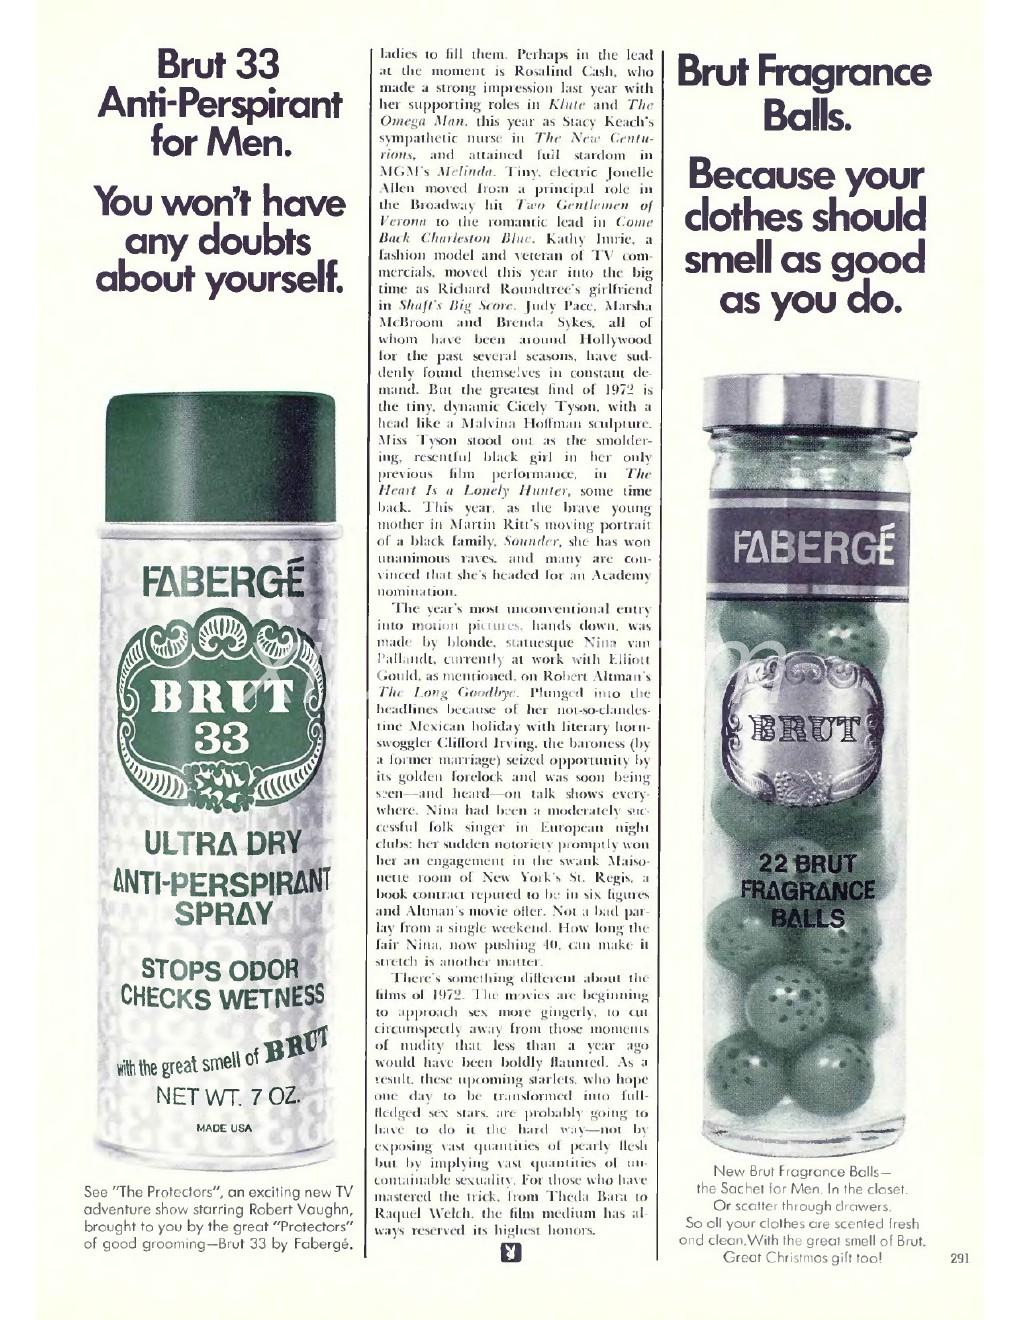 Brut 33
Anti-Perspirant
for Men.
You won't have
any doubts
about yourself.
FABERGÉ
BRUT
33
ULTRA DRY
ANTI-PERSPIRANT
SPRAY
STOPS ODOR
CHECKS WETNESS
with the great smell of BRUT
NET WT. 7 OZ.
MADE USA
See "The Protectors", an exciting new TV
adventure show starring Robert Vaughn,
brought to you by the great "Protectors"
of good grooming—Brut 33 by Fabergé.
ladies to fill them. Perhaps in the lead
at the moment is Rosalind Cash, who
made a strong impression last year with
her supporting roles in Klute and The
Omega Man, this year as Stacy Keach's
sympathetic nurse in The New Centu-
rions, and attained full stardom in
MGM's Melinda. Tiny, electric Jonelle
Allen moved from a principal role in
the Broadway hit Two Gentlemen of
Verona to the romantic lead in Come
Back Charleston Blue. Kathy Imrie, a
fashion model and veteran of TV com-
mercials, moved this year into the big
time as Richard Roundtree's girlfriend
in Shaft's Big Score. Judy Pace, Marsha
McBroom and Brenda Sykes, all of
whom have been around Hollywood
for the past several seasons, have sud-
denly found themselves in constant de-
mand. But the greatest find of 1972 is
the tiny, dynamic Cicely Tyson, with a
head like a Malvina Hoffman sculpture.
Miss Tyson stood out as the smolder-
ing, resentful black girl in her only
previous film performance, in The
Heart Is a Lonely Hunter, some time
back. This year, as the brave young
mother in Martin Ritt's moving portrait
of a black family, Sounder, she has won
unanimous raves, and many are con-
vinced that she's headed for an Academy
nomination.
The year's most unconventional entry
into motion pictures, hands down, was
made by blonde, statuesque Nina van
Pallandt, currently at work with Elliott
Gould, as mentioned, on Robert Altman's
The Long Goodbye. Plunged into the
headlines because of her not-so-clandes-
tine Mexican holiday with literary horn-
swoggler Clifford Irving, the baroness (by
a former marriage) seized opportunity by
its golden forelock and was soon being
seen—and heard—on talk shows every-
where. Nina had been a moderately suc-
cessful folk singer in European night
clubs; her sudden notoriety promptly won
her an engagement in the swank Maiso-
nette room of New York's St. Regis, a
book contract reputed to be in six figures
and Altman's movie offer. Not a bad par-
lay from a single weekend. How long the
fair Nina, now pushing 40, can make it
stretch is another matter.
There's something different about the
films of 1972. The movies are beginning
to approach sex more gingerly, to cut
circumspectly away from those moments
of nudity that less than a year ago
would have been boldly flaunted. As a
result, these upcoming starlets, who hope
one day to be transformed into full-
fledged sex stars, are probably going to
have to do it the hard way—not by
exposing vast quantities of pearly flesh
but by implying vast quantities of un-
containable sexuality. For those who have
mastered the trick, from Theda Bara to
Raquel Welch, the film medium has al-
ways reserved its highest honors.
Brut Fragrance
Balls.
Because your
clothes should
smell as good
as you do.
FABERGÉ
BRUT
22 BRUT
FRAGRANCE
BALLS
New Brut Fragrance Balls—
the Sachet for Men. In the closet.
Or scatter through drawers.
So all your clothes are scented fresh
and clean. With the great smell of Brut.
Great Christmas gift too!
291